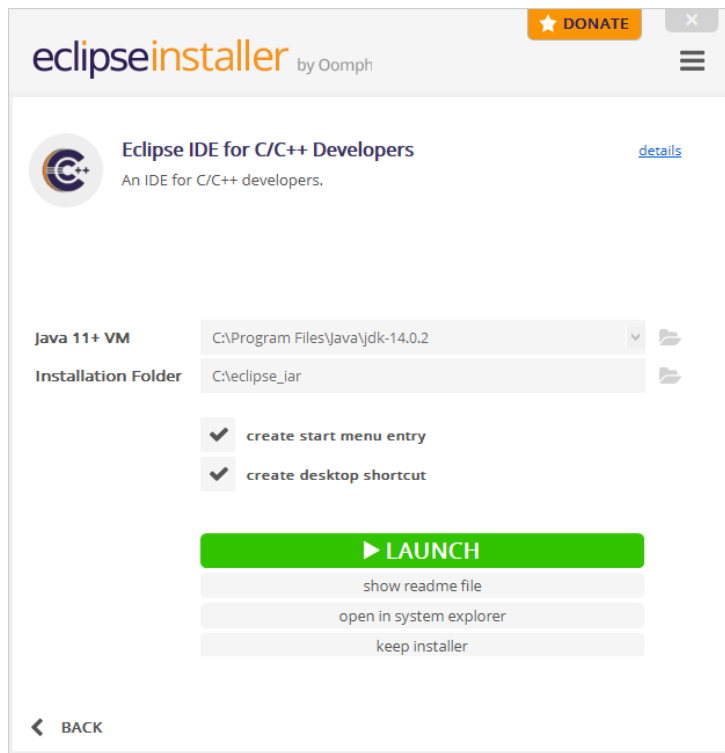 DONATE
eclipseinstaller by Oomph
C++
Eclipse IDE for C/C++ Developers
details
An IDE for C/C++ developers.
Java 11+ VM
C:\Program Files\Java\jdk-14.0.2
Installation Folder
C:\eclipse_iar
create start menu entry
create desktop shortcut
LAUNCH
show readme file
open in system explorer
keep installer
BACK